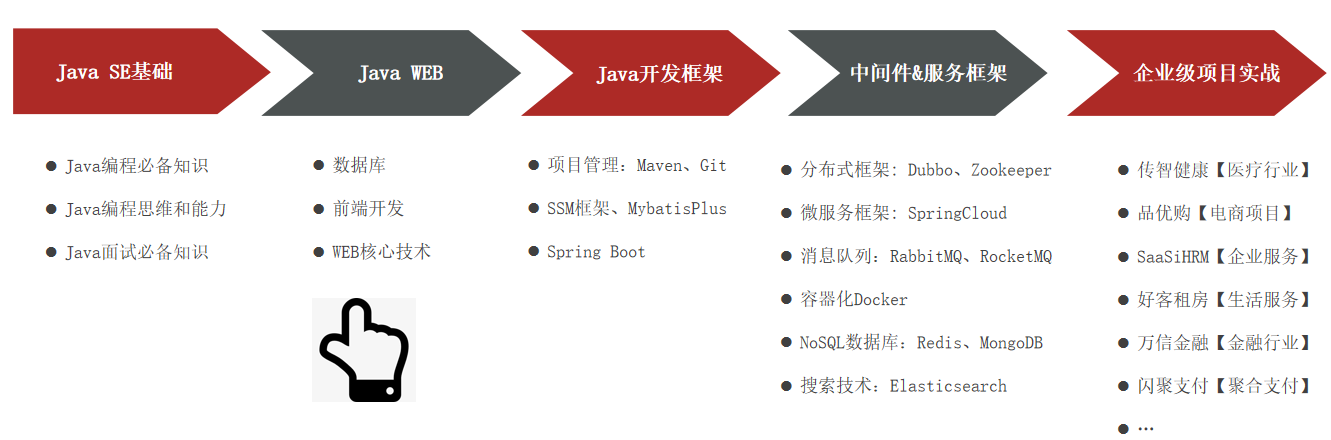 Java SE基础
Java WEB
Java开发框架
中间件&服务框架
企业级项目实战
Java编程必备知识
Java编程思维和能力
Java面试必备知识
数据库
前端开发
WEB核心技术
项目管理：Maven、Git
SSM框架、MybatisPlus
Spring Boot
分布式框架: Dubbo、Zookeeper
微服务框架: SpringCloud
消息队列：RabbitMQ、RocketMQ
容器化Docker
NoSQL数据库：Redis、MongoDB
搜索技术：Elasticsearch
传智健康【医疗行业】
品优购【电商项目】
SaaSiHRM【企业服务】
好客租房【生活服务】
万信金融【金融行业】
闪聚支付【聚合支付】
…